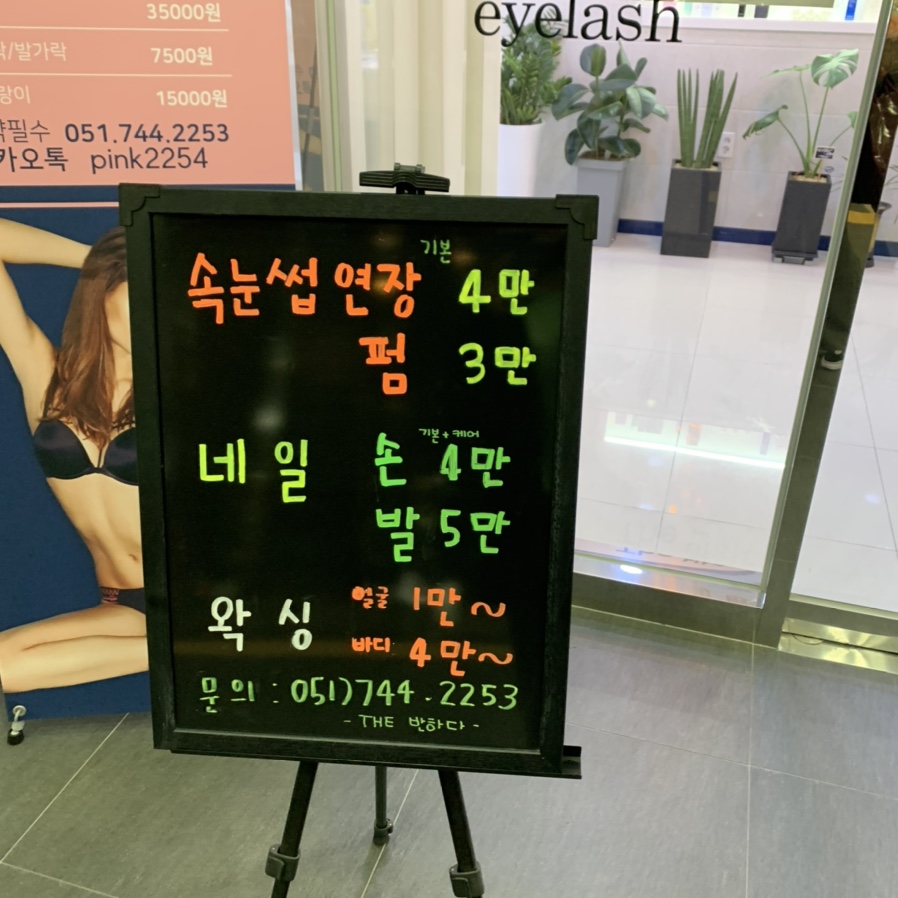 35000원
/발가락 7500원
랑이 15000원
약필수 051.744.2253
카오톡 pink2254
eyelash
기본
속눈썹 연장 4만
펌 3만
기본+케어
네일 손 4만
발 5만
왁싱 얼굴 1만~
바디 4만~
문의 : 051)744.2253
- THE 반하다 -